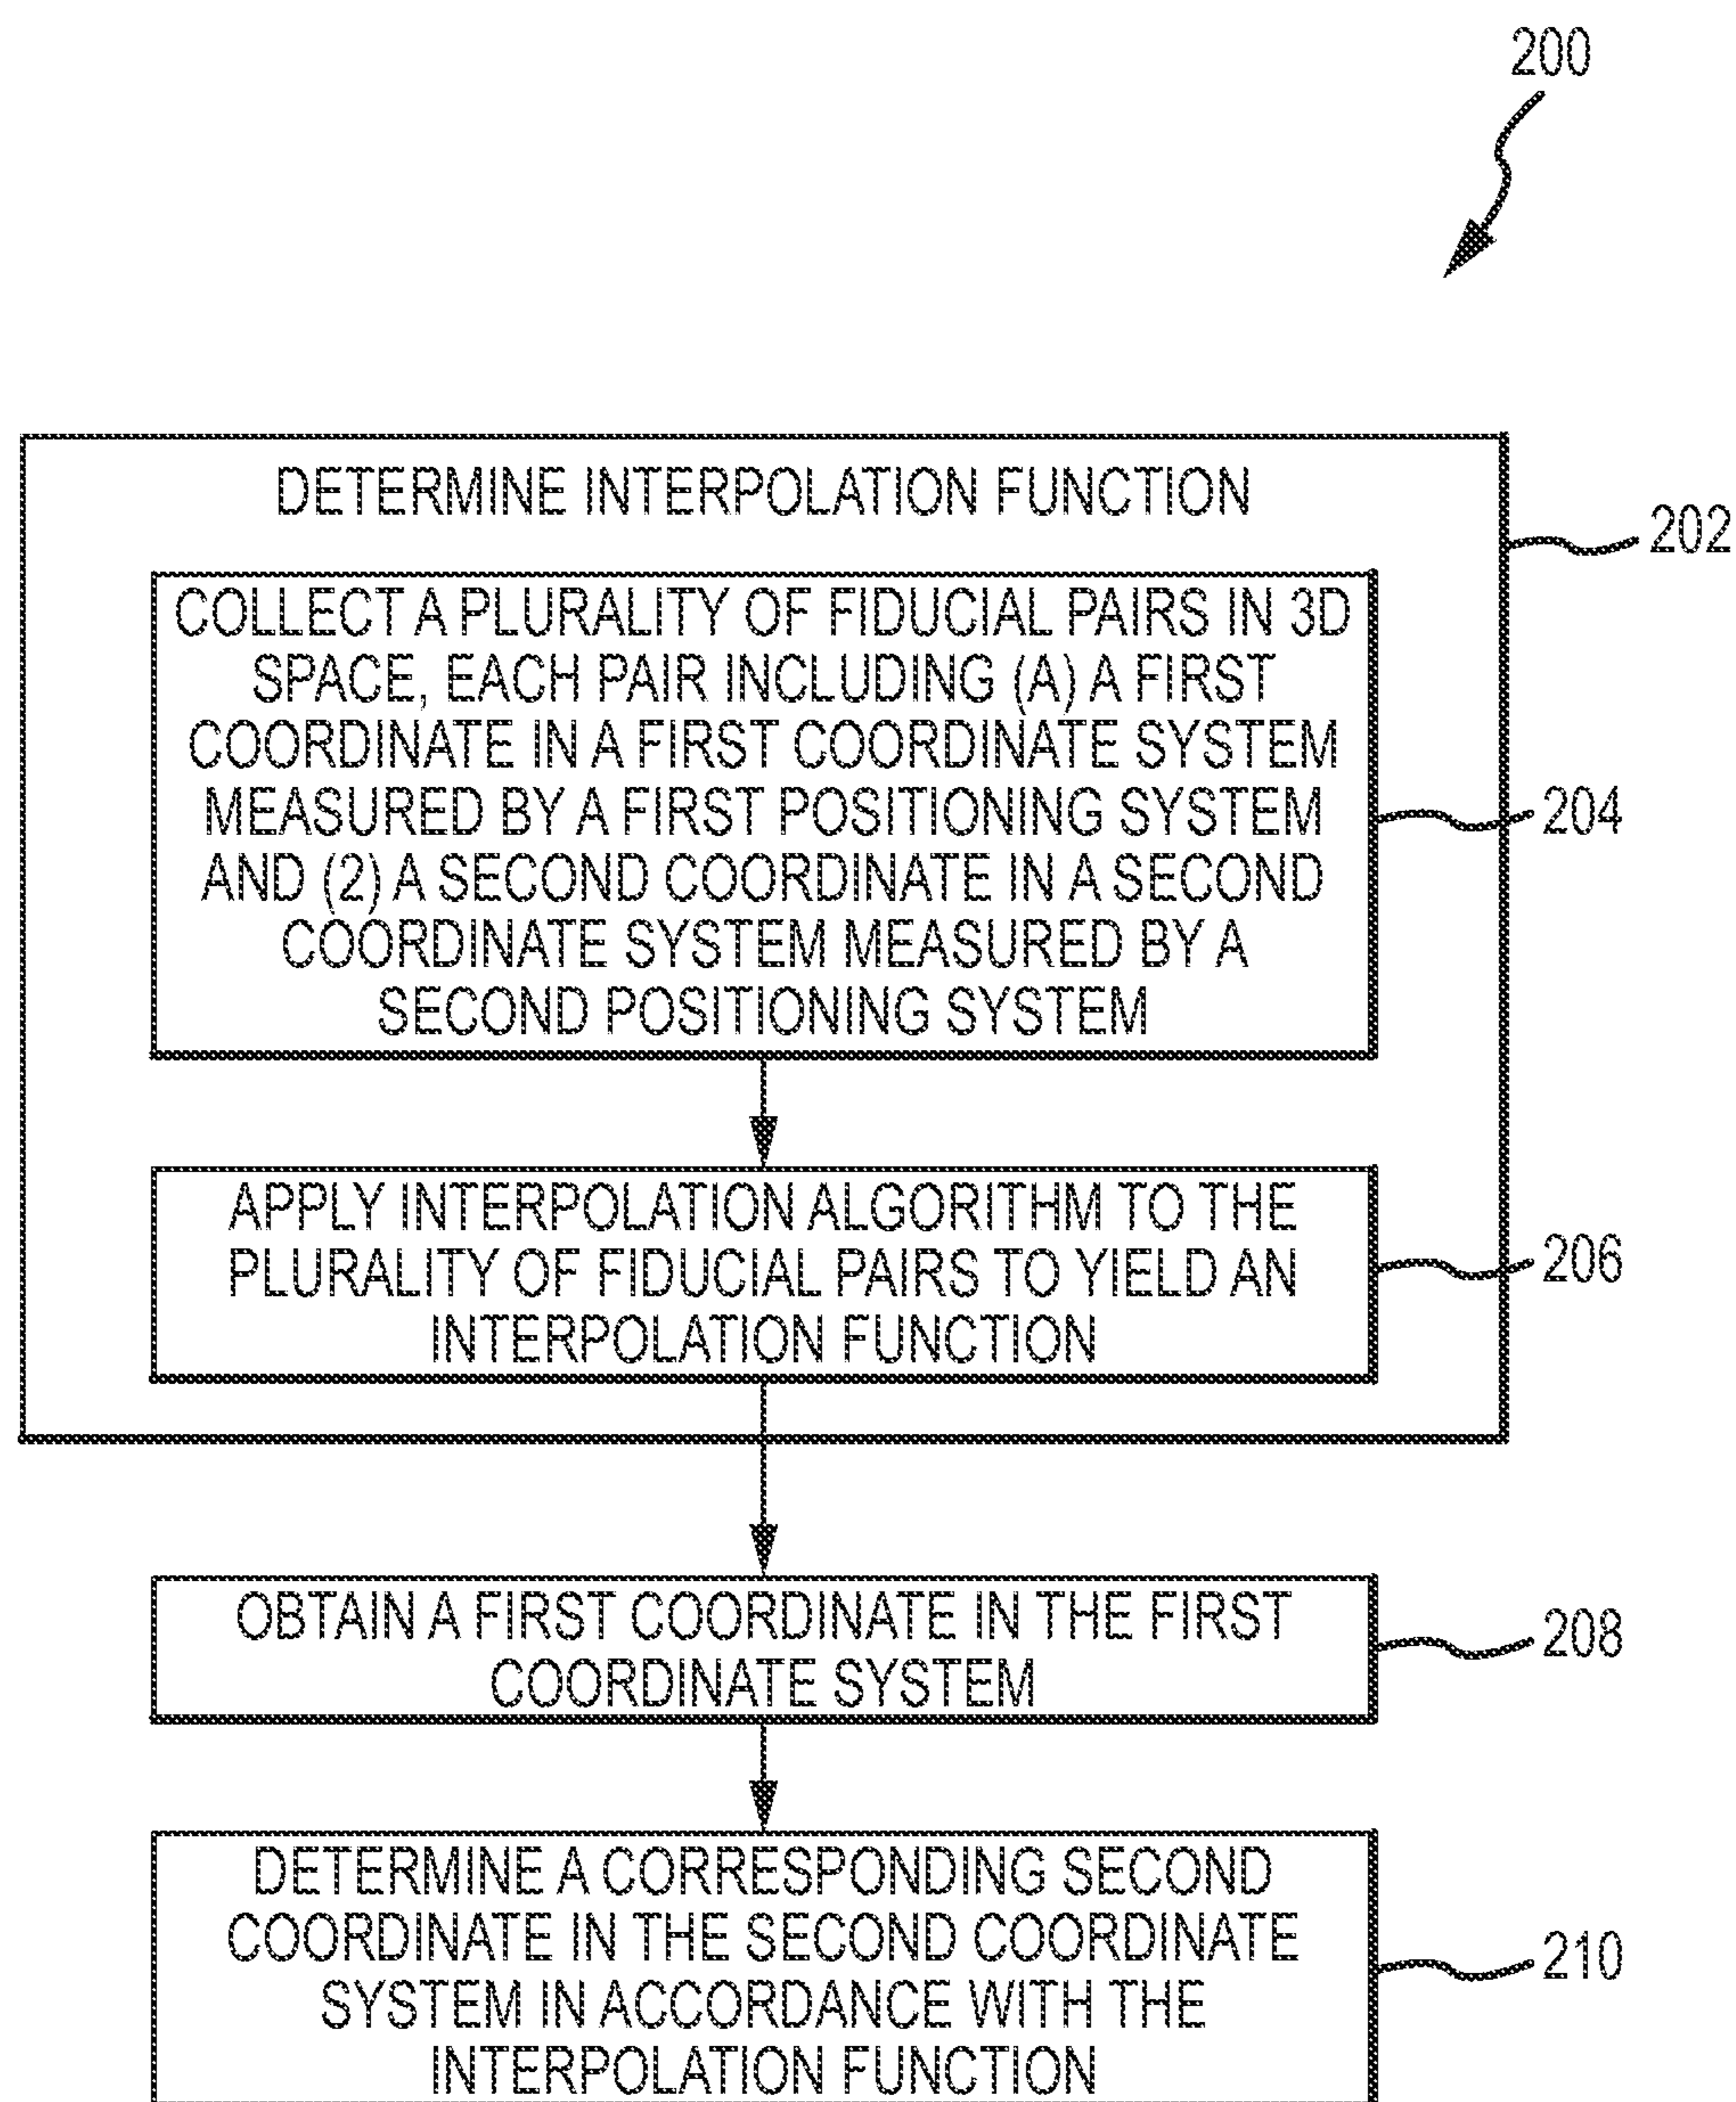 200
DETERMINE INTERPOLATION FUNCTION
202
COLLECT A PLURALITY OF FIDUCIAL PAIRS IN 3D
SPACE, EACH PAIR INCLUDING (A) A FIRST
COORDINATE IN A FIRST COORDINATE SYSTEM
MEASURED BY A FIRST POSITIONING SYSTEM
AND (2) A SECOND COORDINATE IN A SECOND
COORDINATE SYSTEM MEASURED BY A
SECOND POSITIONING SYSTEM
204
APPLY INTERPOLATION ALGORITHM TO THE
PLURALITY OF FIDUCIAL PAIRS TO YIELD AN
INTERPOLATION FUNCTION
206
OBTAIN A FIRST COORDINATE IN THE FIRST
COORDINATE SYSTEM
208
DETERMINE A CORRESPONDING SECOND
COORDINATE IN THE SECOND COORDINATE
SYSTEM IN ACCORDANCE WITH THE
INTERPOLATION FUNCTION
210